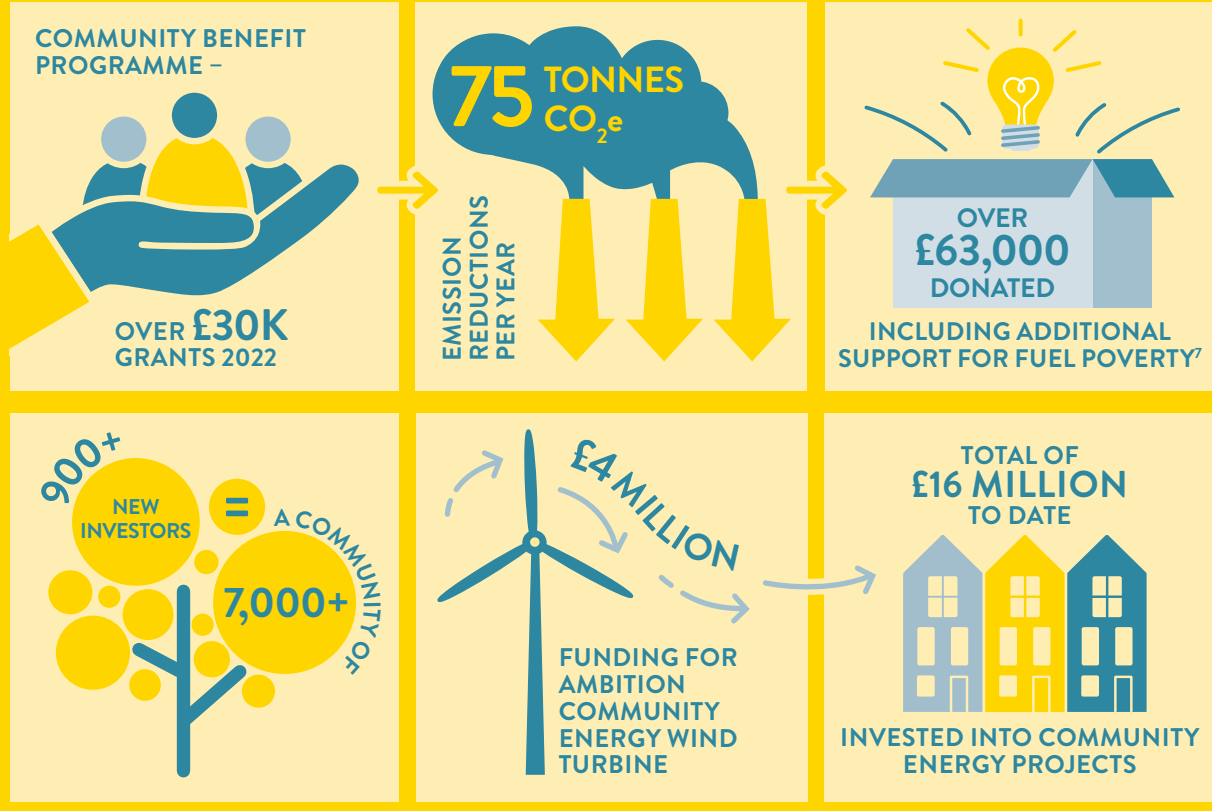 COMMUNITY BENEFIT
PROGRAMME –
OVER £30K
GRANTS 2022
75 TONNES
CO₂e
EMISSION
REDUCTIONS
PER YEAR
OVER
£63,000
DONATED
INCLUDING ADDITIONAL
SUPPORT FOR FUEL POVERTY⁷
900+
NEW
INVESTORS
=
A COMMUNITY OF
7,000+
£4 MILLION
FUNDING FOR
AMBITION
COMMUNITY
ENERGY WIND
TURBINE
TOTAL OF
£16 MILLION
TO DATE
INVESTED INTO COMMUNITY
ENERGY PROJECTS